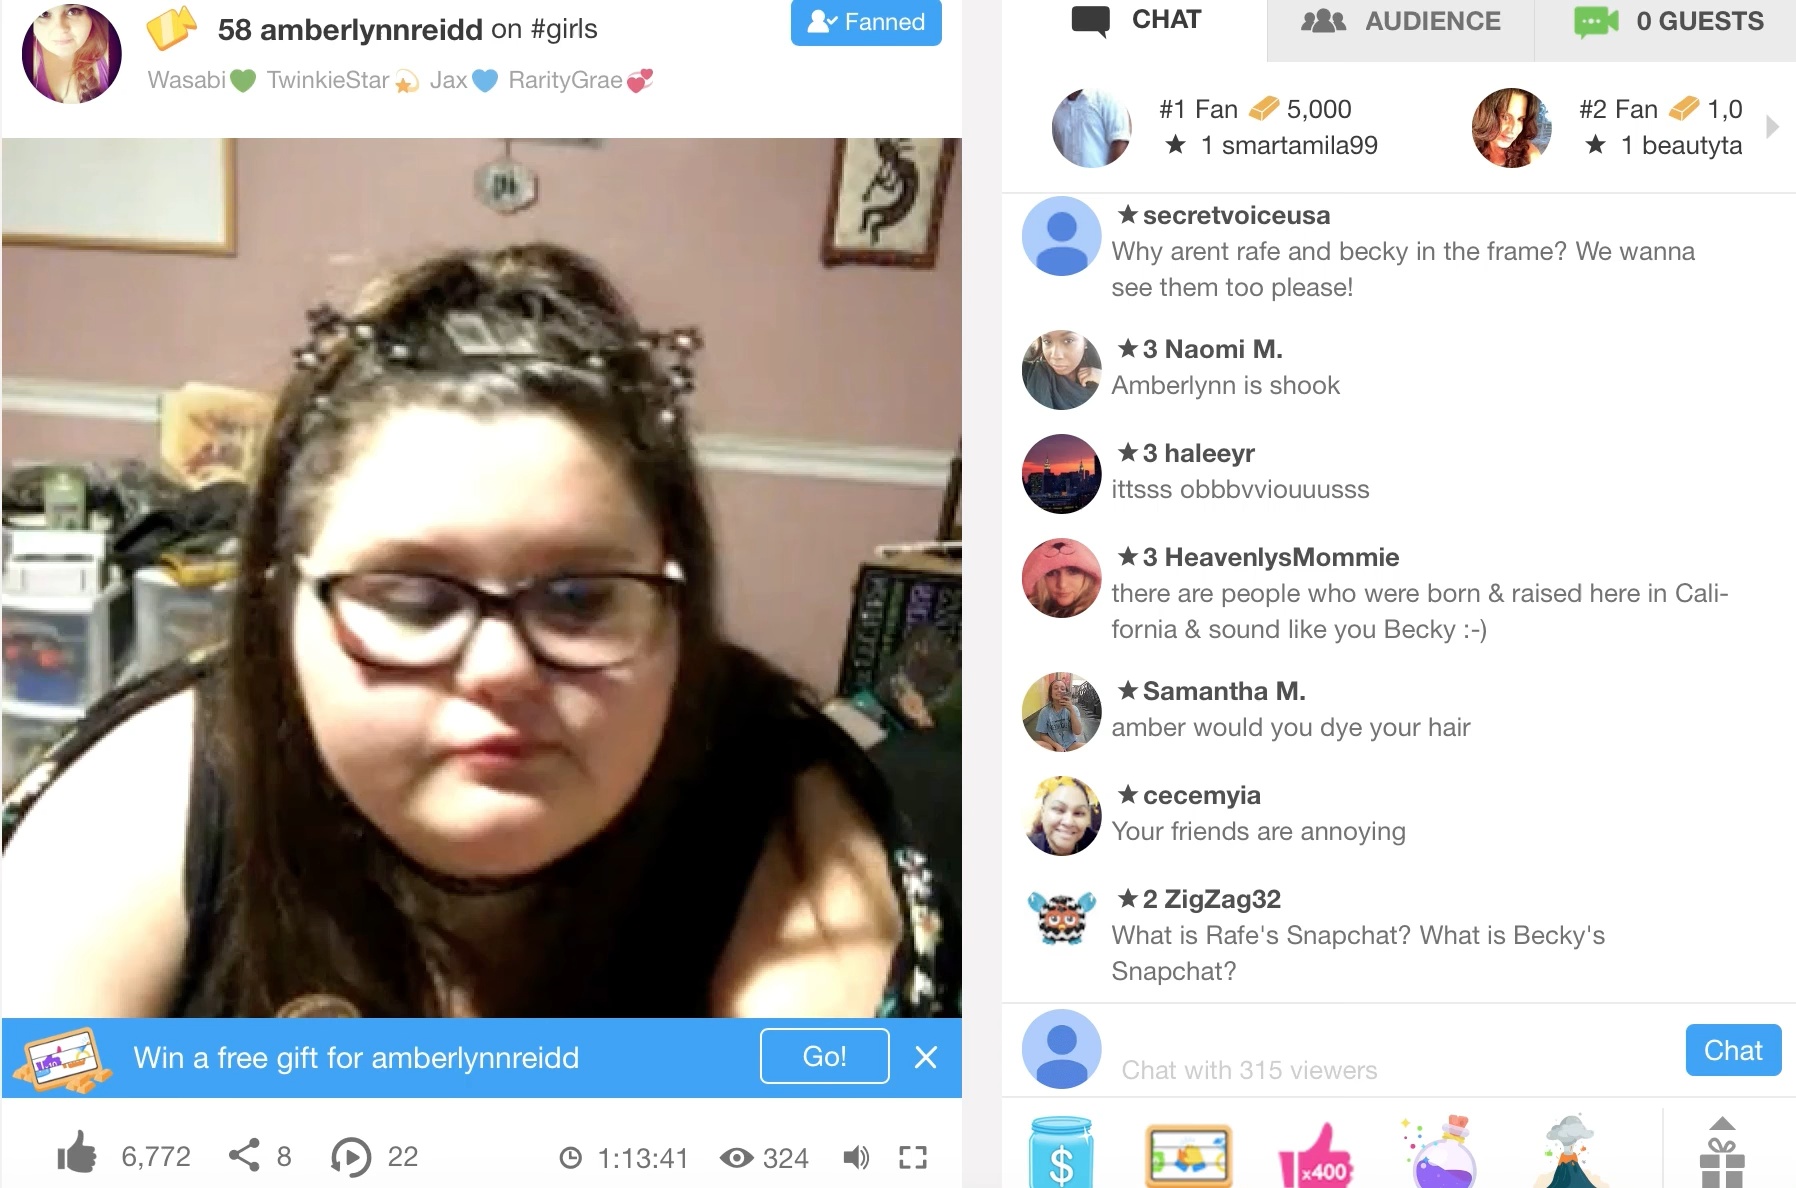 58 amberlynnreidd on #girls
Fanned
Wasabi💚 TwinkieStar💫 Jax💙 RarityGrae💞
Win a free gift for amberlynnreidd
Go!
6,772
8
22
1:13:41
324
CHAT
AUDIENCE
0 GUESTS
#1 Fan 5,000
★ 1 smartamila99
#2 Fan 1,0
★ 1 beautyta
★ secretvoiceusa
Why arent rafe and becky in the frame? We wanna
see them too please!
★ 3 Naomi M.
Amberlynn is shook
★ 3 haleeyr
ittsss obbbvviouuusss
★ 3 HeavenlysMommie
there are people who were born & raised here in Cali-
fornia & sound like you Becky :-)
★ Samantha M.
amber would you dye your hair
★ cecemyia
Your friends are annoying
★ 2 ZigZag32
What is Rafe's Snapchat? What is Becky's
Snapchat?
Chat with 315 viewers
Chat
$
x400